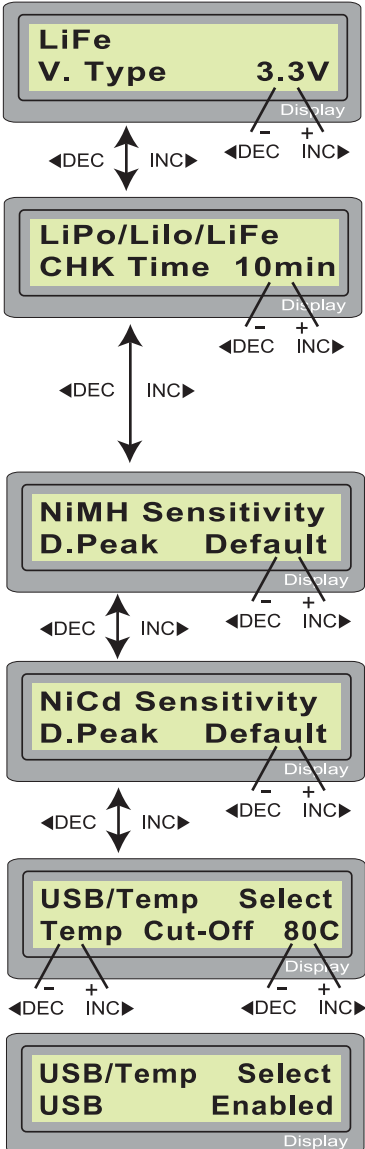 LiFe
V. Type 3.3V
Display
◀DEC INC▶ - +
◀DEC INC▶
LiPo/LiIo/LiFe
CHK Time 10min
Display
- +
◀DEC INC▶
◀DEC INC▶
NiMH Sensitivity
D.Peak Default
Display
◀DEC INC▶ - +
◀DEC INC▶
NiCd Sensitivity
D.Peak Default
Display
- +
◀DEC INC▶
◀DEC INC▶
USB/Temp Select
Temp Cut-Off 80C
Display
- + - +
◀DEC INC▶ ◀DEC INC▶
USB/Temp Select
USB Enabled
Display